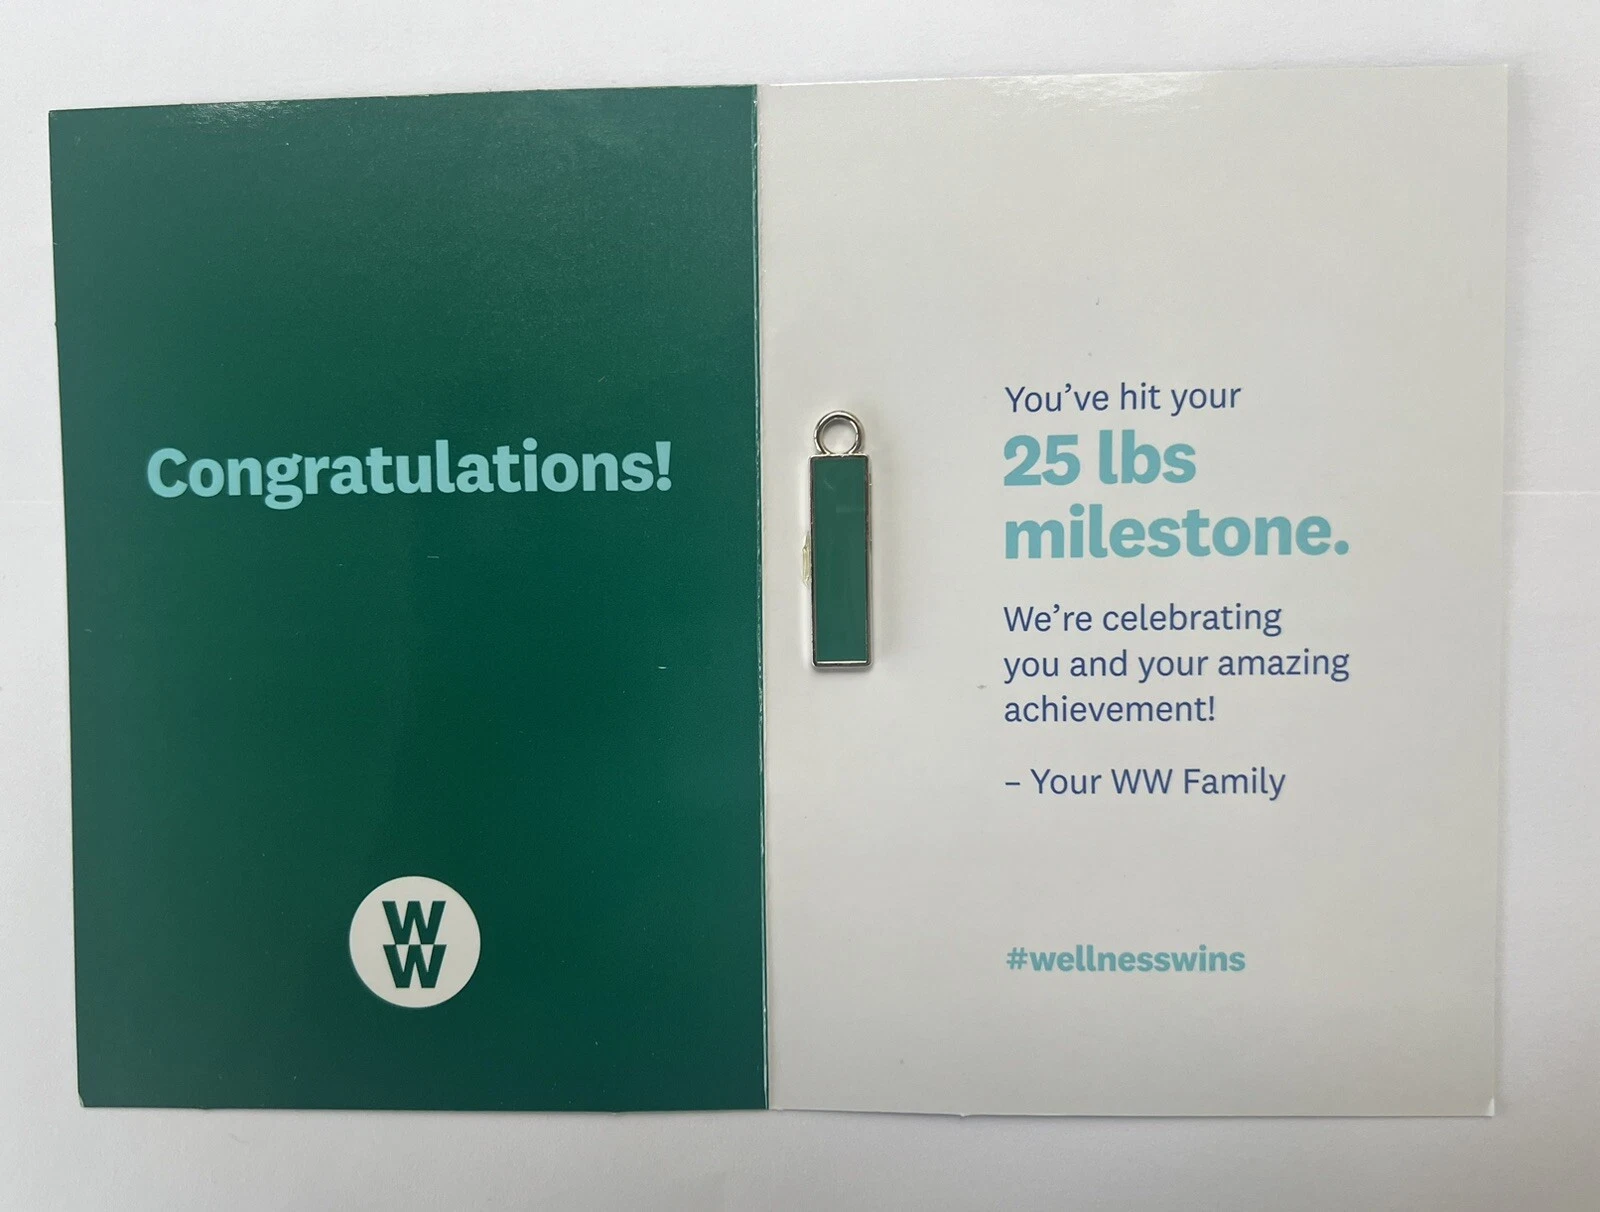 Congratulations!
W
W
You've hit your
25 lbs
milestone.
We're celebrating
you and your amazing
achievement!
– Your WW Family
#wellnesswins